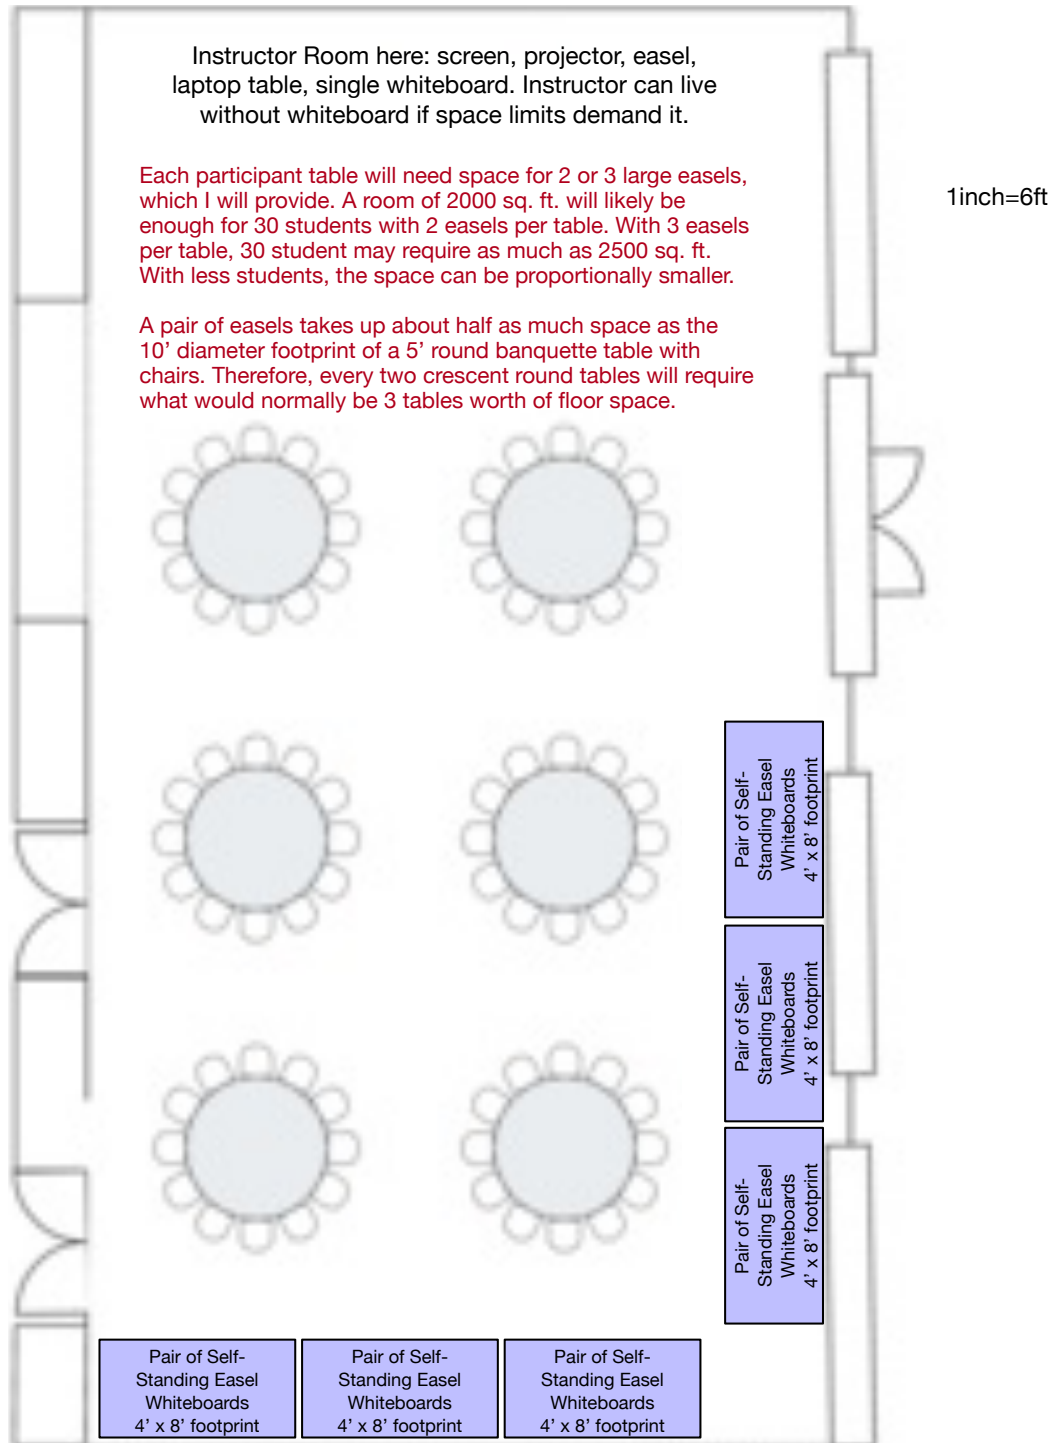 Instructor Room here: screen, projector, easel,
laptop table, single whiteboard. Instructor can live
without whiteboard if space limits demand it.
Each participant table will need space for 2 or 3 large easels,
which I will provide. A room of 2000 sq. ft. will likely be
enough for 30 students with 2 easels per table. With 3 easels
per table, 30 student may require as much as 2500 sq. ft.
With less students, the space can be proportionally smaller.
A pair of easels takes up about half as much space as the
10’ diameter footprint of a 5’ round banquette table with
chairs. Therefore, every two crescent round tables will require
what would normally be 3 tables worth of floor space.
1inch=6ft
Pair of Self-
Standing Easel
Whiteboards
4’ x 8’ footprint
Pair of Self-
Standing Easel
Whiteboards
4’ x 8’ footprint
Pair of Self-
Standing Easel
Whiteboards
4’ x 8’ footprint
Pair of Self-
Standing Easel
Whiteboards
4’ x 8’ footprint
Pair of Self-
Standing Easel
Whiteboards
4’ x 8’ footprint
Pair of Self-
Standing Easel
Whiteboards
4’ x 8’ footprint